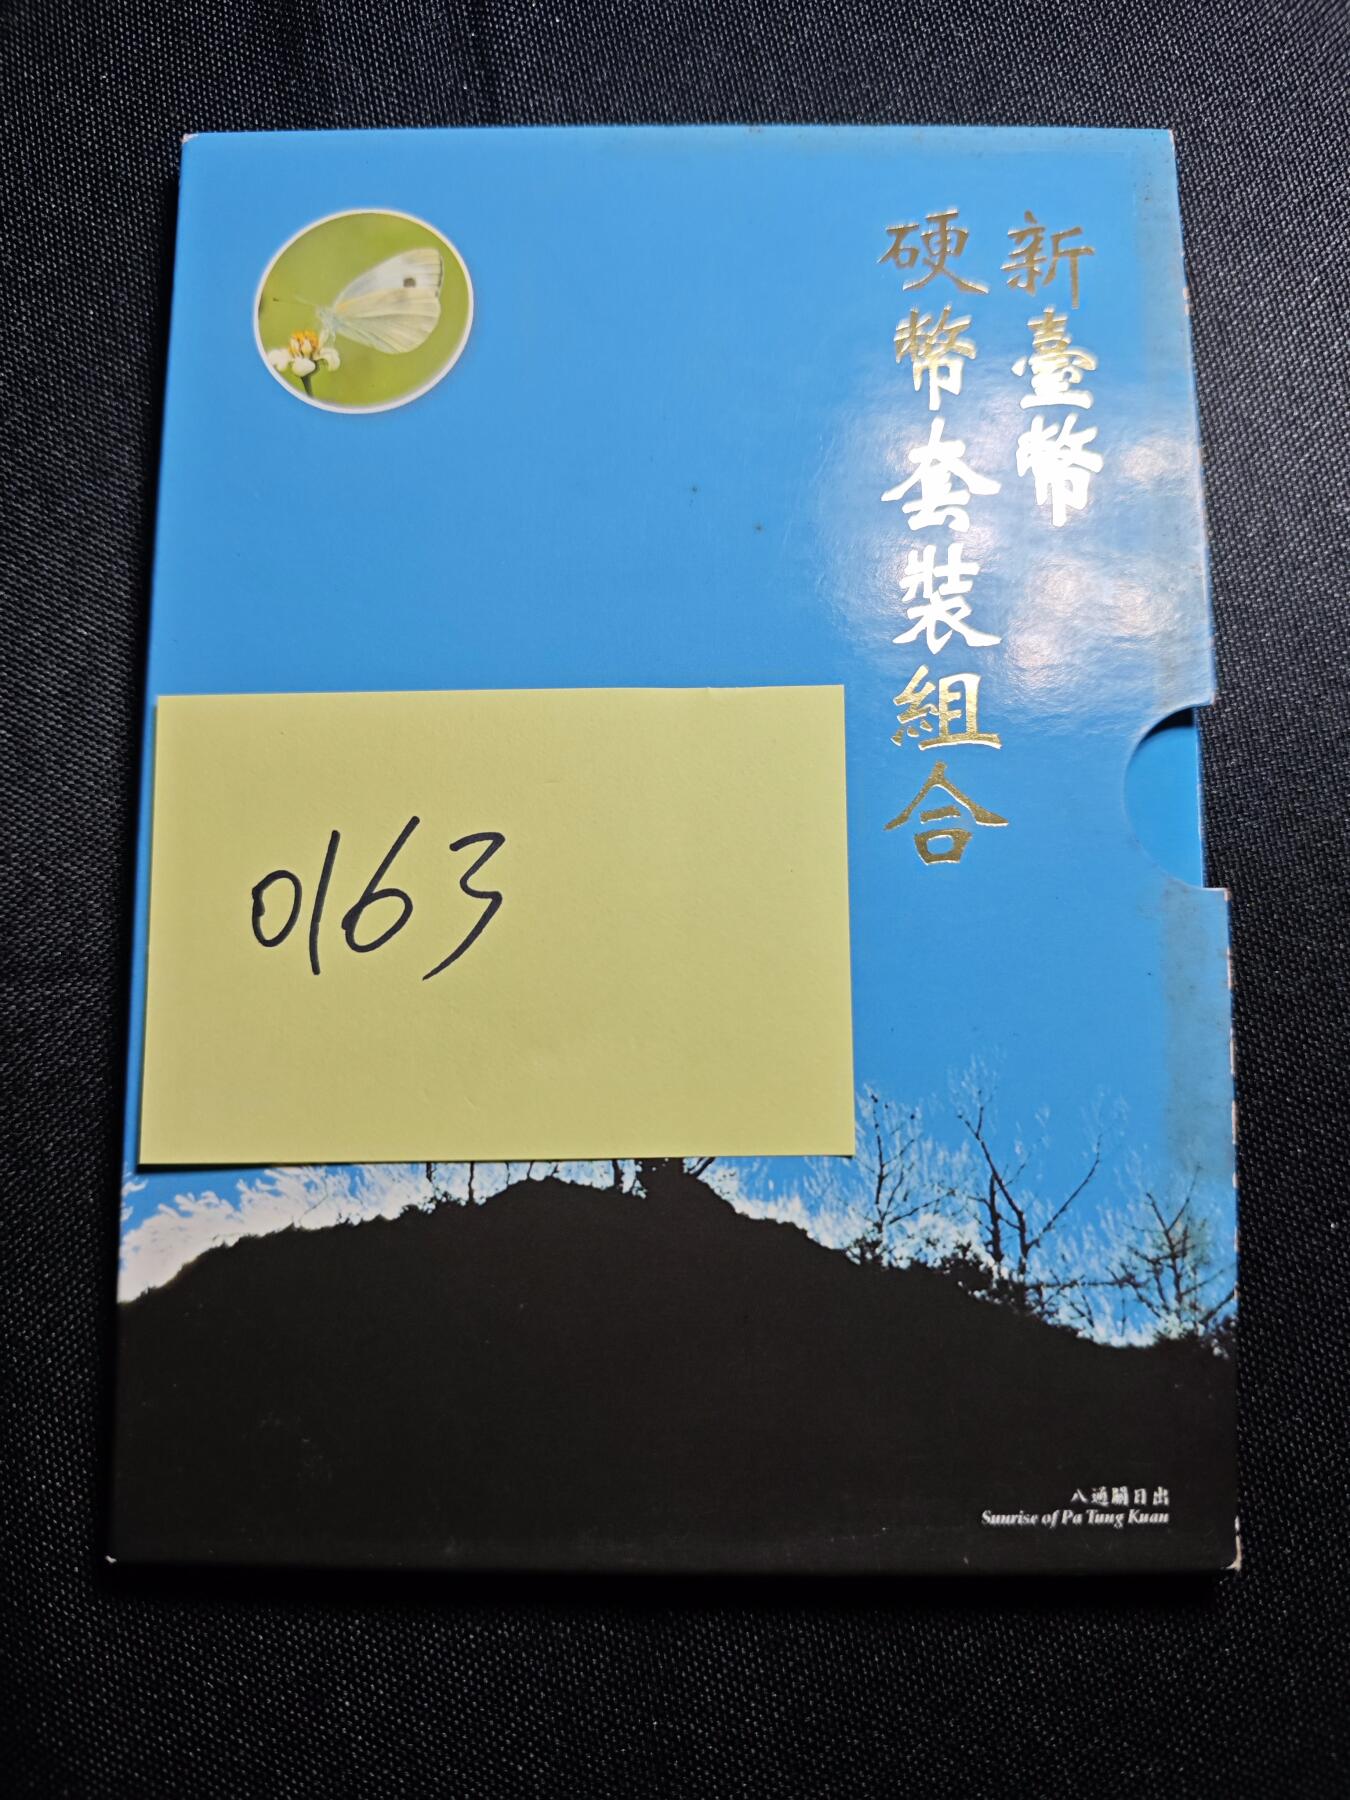 新臺幣
硬幣套裝組合
0163
八通關日出
Sunrise of Pa Tung Kuan